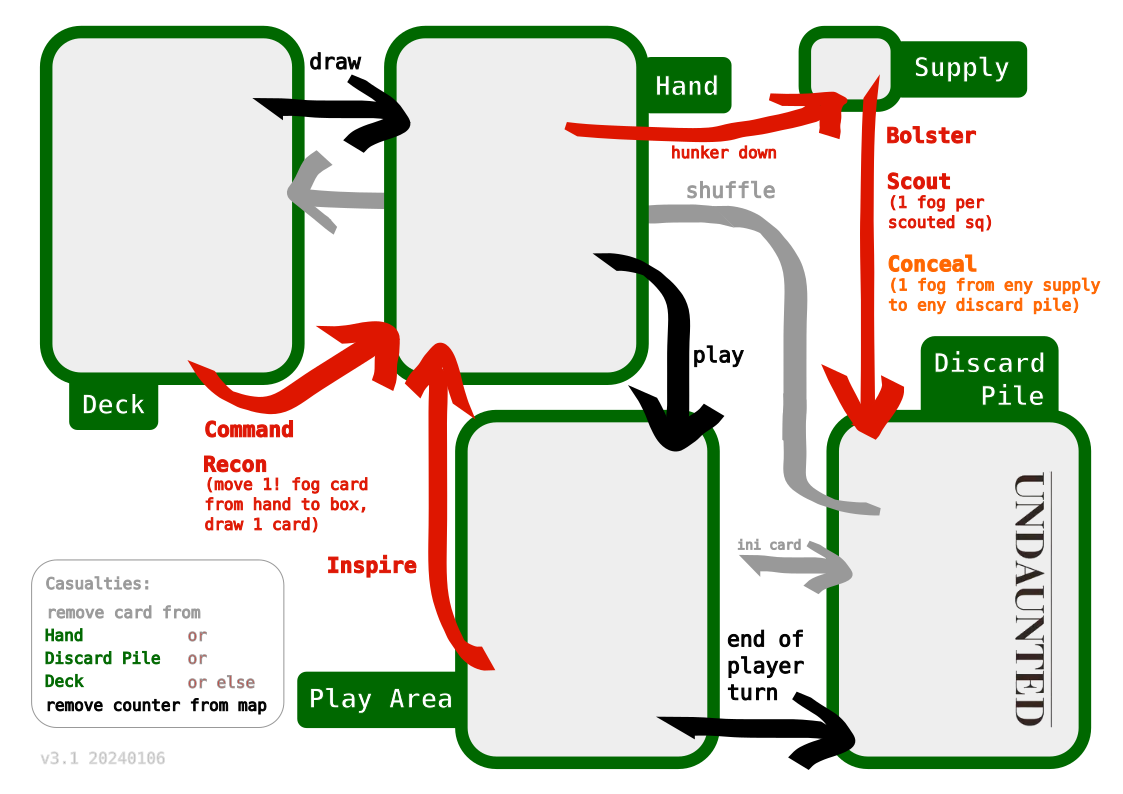 draw
Hand
Supply
hunker down
Bolster
shuffle
Scout
(1 fog per
scouted sq)
Conceal
(1 fog from eny supply
to eny discard pile)
play
Discard
Pile
Deck
Command
Recon
(move 1! fog card
from hand to box,
draw 1 card)
Inspire
ini card
UNDAUNTED
Casualties:
remove card from
Hand or
Discard Pile or
Deck or else
remove counter from map
end of
player
turn
Play Area
v3.1 20240106